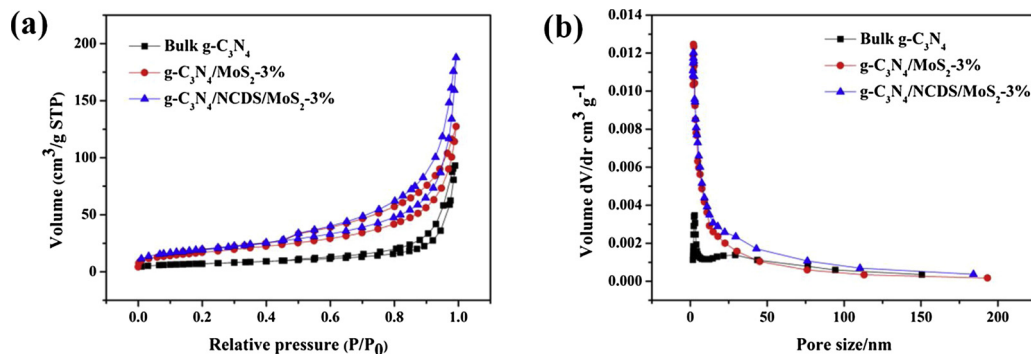 (a)
Bulk g-C3N4
g-C3N4/MoS2-3%
g-C3N4/NCDS/MoS2-3%
200
150
100
50
0
Volume (cm3/g STP)
0.0 0.2 0.4 0.6 0.8 1.0
Relative pressure (P/P0)
(b)
Bulk g-C3N4
g-C3N4/MoS2-3%
g-C3N4/NCDS/MoS2-3%
0.014
0.012
0.010
0.008
0.006
0.004
0.002
0.000
Volume dV/dr cm3 g-1
0 50 100 150 200
Pore size/nm